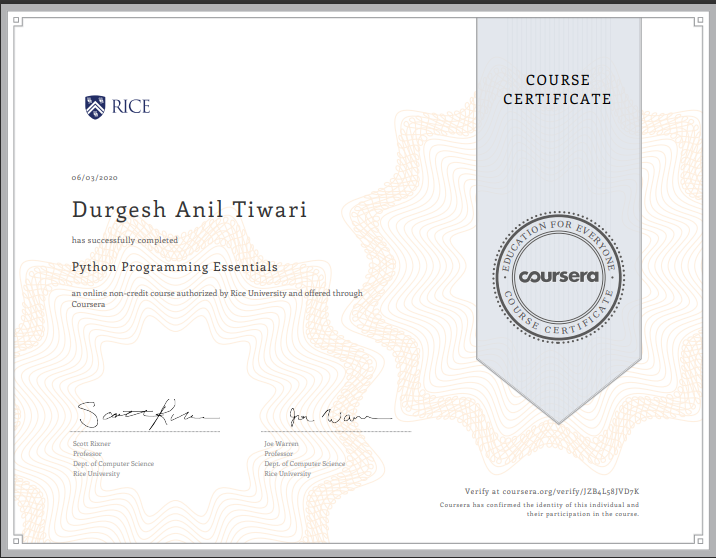 COURSE
CERTIFICATE
RICE
06/03/2020
Durgesh Anil Tiwari
has successfully completed
Python Programming Essentials
an online non-credit course authorized by Rice University and offered through
Coursera
EDUCATION FOR EVERYONE
coursera
COURSE CERTIFICATE
Scott Rixner
Professor
Dept. of Computer Science
Rice University
Joe Warren
Professor
Dept. of Computer Science
Rice University
Verify at coursera.org/verify/JZB4L58JVD7K
Coursera has confirmed the identity of this individual and
their participation in the course.